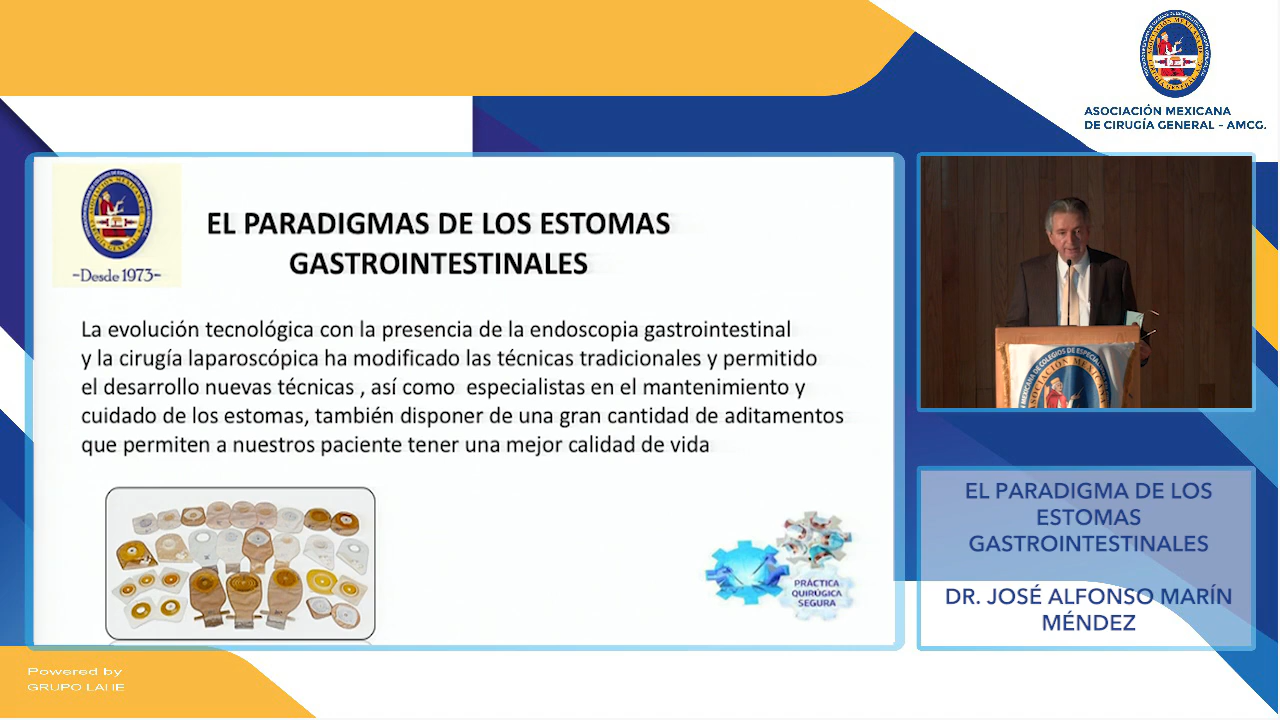 ASOCIACIÓN MEXICANA
DE CIRUGÍA GENERAL - AMCG.
~Desde 1973~
EL PARADIGMAS DE LOS ESTOMAS
GASTROINTESTINALES
La evolución tecnológica con la presencia de la endoscopia gastrointestinal
y la cirugía laparoscópica ha modificado las técnicas tradicionales y permitido
el desarrollo nuevas técnicas , así como especialistas en el mantenimiento y
cuidado de los estomas, también disponer de una gran cantidad de aditamentos
que permiten a nuestros paciente tener una mejor calidad de vida
PRÁCTICA
QUIRÚGICA
SEGURA
EL PARADIGMA DE LOS
ESTOMAS
GASTROINTESTINALES
DR. JOSÉ ALFONSO MARÍN
MÉNDEZ
Powered by
GRUPO LAHE